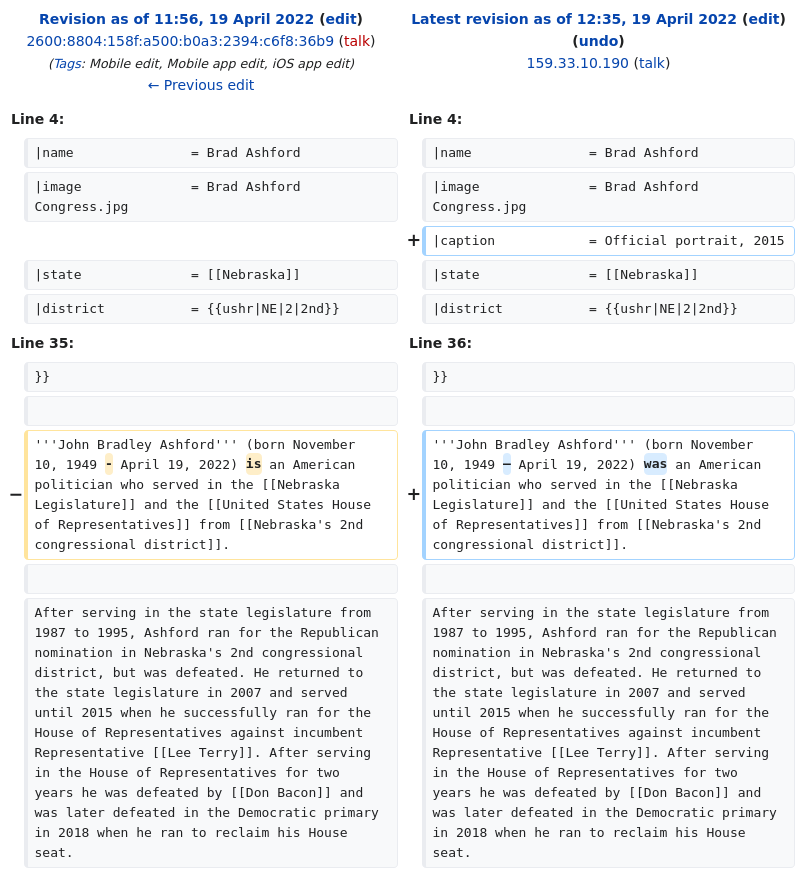 Revision as of 11:56, 19 April 2022 (edit)
2600:8804:158f:a500:b0a3:2394:c6f8:36b9 (talk)
(Tags: Mobile edit, Mobile app edit, iOS app edit)
← Previous edit
Latest revision as of 12:35, 19 April 2022 (edit)
(undo)
159.33.10.190 (talk)
Line 4:
|name               = Brad Ashford
|image              = Brad Ashford
Congress.jpg
|state              = [[Nebraska]]
|district           = {{ushr|NE|2|2nd}}
Line 4:
|name               = Brad Ashford
|image              = Brad Ashford
Congress.jpg
+ |caption            = Official portrait, 2015
|state              = [[Nebraska]]
|district           = {{ushr|NE|2|2nd}}
Line 35:
}}
− '''John Bradley Ashford''' (born November
10, 1949 - April 19, 2022) is an American
politician who served in the [[Nebraska
Legislature]] and the [[United States House
of Representatives]] from [[Nebraska's 2nd
congressional district]].
After serving in the state legislature from
1987 to 1995, Ashford ran for the Republican
nomination in Nebraska's 2nd congressional
district, but was defeated. He returned to
the state legislature in 2007 and served
until 2015 when he successfully ran for the
House of Representatives against incumbent
Representative [[Lee Terry]]. After serving
in the House of Representatives for two
years he was defeated by [[Don Bacon]] and
was later defeated in the Democratic primary
in 2018 when he ran to reclaim his House
seat.
Line 36:
}}
+ '''John Bradley Ashford''' (born November
10, 1949 – April 19, 2022) was an American
politician who served in the [[Nebraska
Legislature]] and the [[United States House
of Representatives]] from [[Nebraska's 2nd
congressional district]].
After serving in the state legislature from
1987 to 1995, Ashford ran for the Republican
nomination in Nebraska's 2nd congressional
district, but was defeated. He returned to
the state legislature in 2007 and served
until 2015 when he successfully ran for the
House of Representatives against incumbent
Representative [[Lee Terry]]. After serving
in the House of Representatives for two
years he was defeated by [[Don Bacon]] and
was later defeated in the Democratic primary
in 2018 when he ran to reclaim his House
seat.